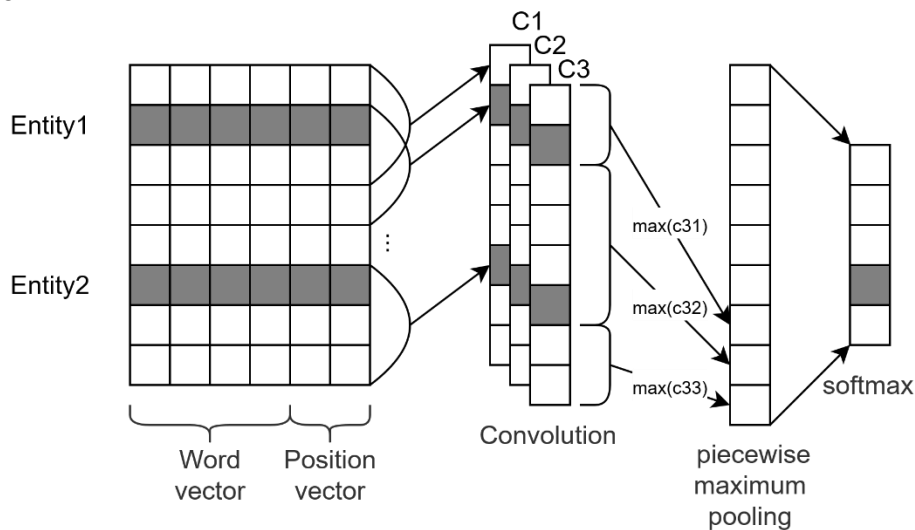 C1
C2
C3
Entity1
Entity2
...
max(c31)
max(c32)
max(c33)
Word
vector
Position
vector
Convolution
piecewise
maximum
pooling
softmax